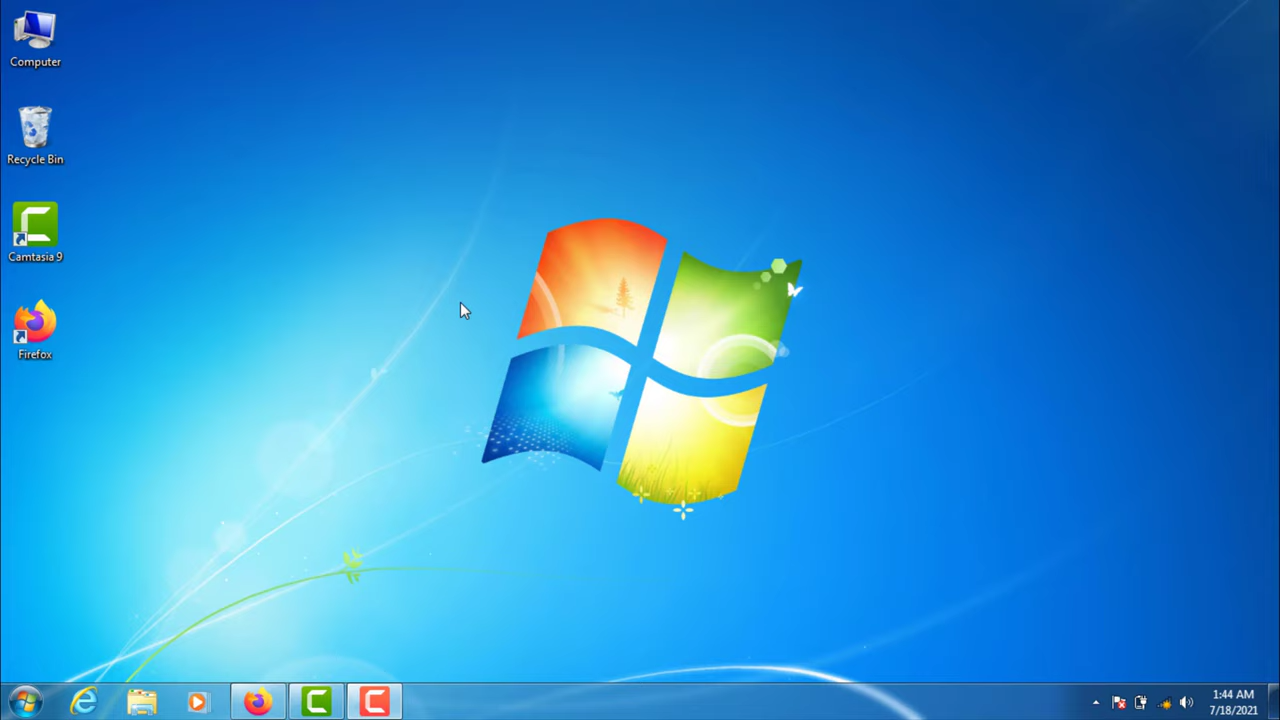 Computer
Recycle Bin
Camtasia 9
Firefox
1:44 AM
7/18/2021